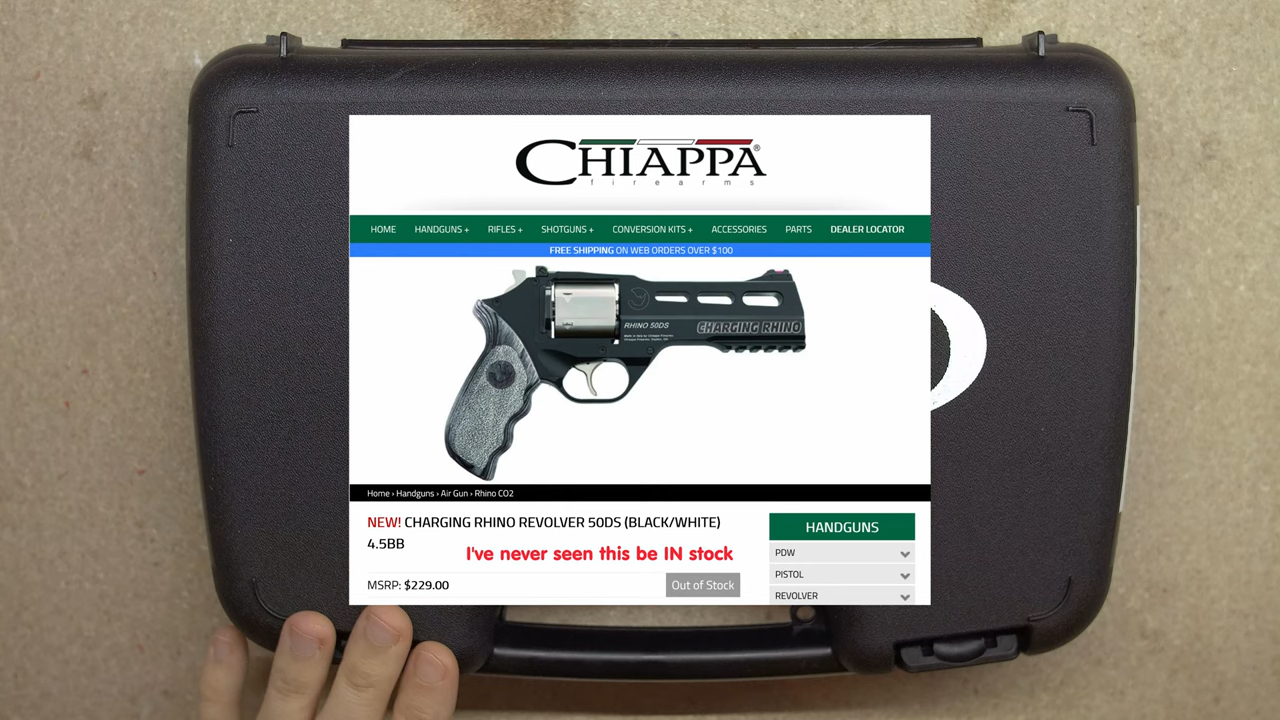 CHIAPPA®
firearms
HOME HANDGUNS + RIFLES + SHOTGUNS + CONVERSION KITS + ACCESSORIES PARTS DEALER LOCATOR
FREE SHIPPING ON WEB ORDERS OVER $100
RHINO 50DS
CHARGING RHINO
Home › Handguns › Air Gun › Rhino CO2
NEW! CHARGING RHINO REVOLVER 50DS (BLACK/WHITE)
4.5BB
I've never seen this be IN stock
MSRP: $229.00
Out of Stock
HANDGUNS
PDW
PISTOL
REVOLVER